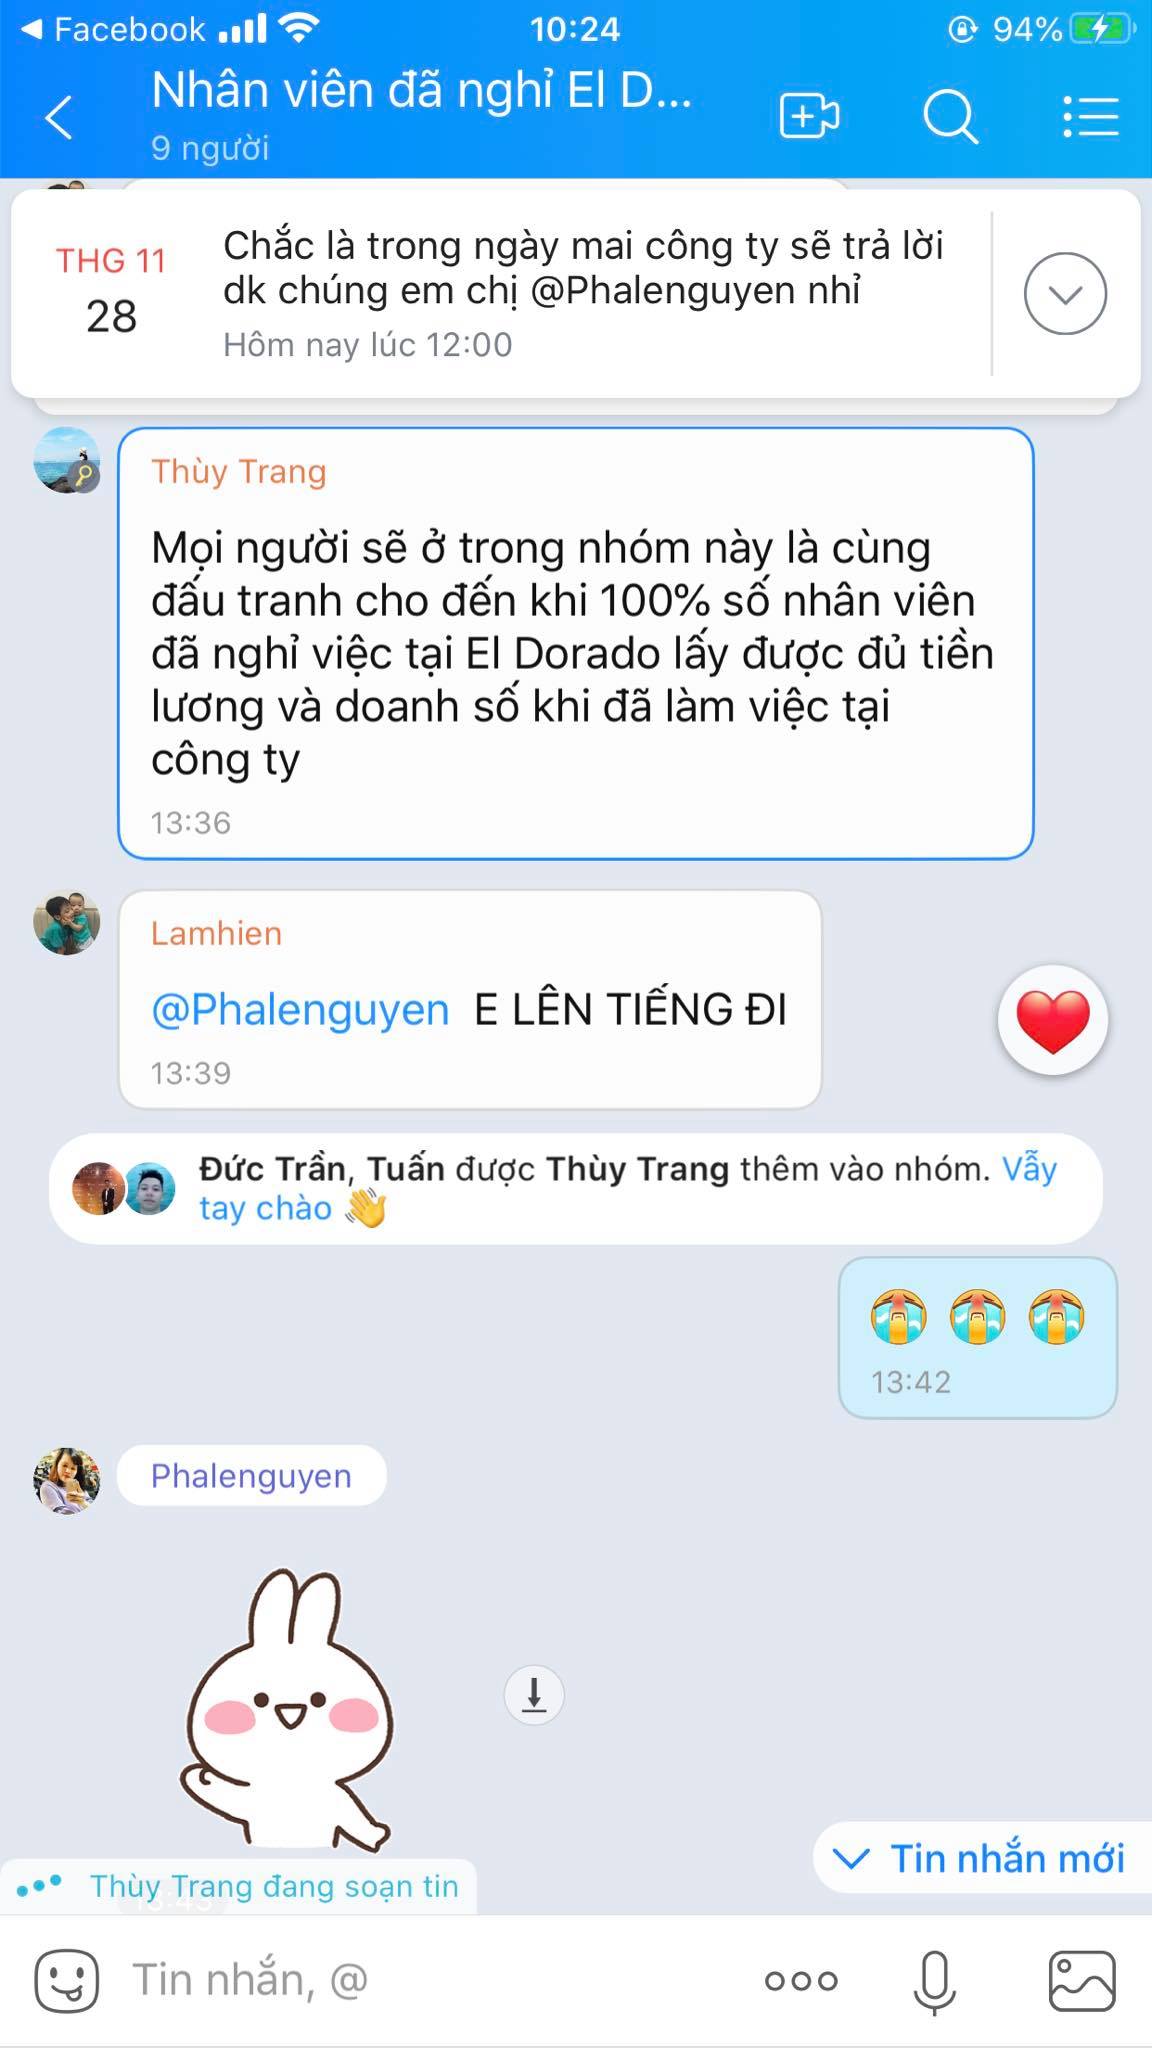 Facebook
10:24
94%
Nhân viên đã nghỉ El D...
9 người
THG 11
28
Chắc là trong ngày mai công ty sẽ trả lời
dk chúng em chị @Phalenguyen nhỉ
Hôm nay lúc 12:00
Thùy Trang
Mọi người sẽ ở trong nhóm này là cùng
đấu tranh cho đến khi 100% số nhân viên
đã nghỉ việc tại El Dorado lấy được đủ tiền
lương và doanh số khi đã làm việc tại
công ty
13:36
Lamhien
@Phalenguyen E LÊN TIẾNG ĐI
13:39
Đức Trần, Tuấn được Thùy Trang thêm vào nhóm. Vẫy
tay chào 👋
😭 😭 😭
13:42
Phalenguyen
Tin nhắn mới
Thùy Trang đang soạn tin
13:43
Tin nhắn, @